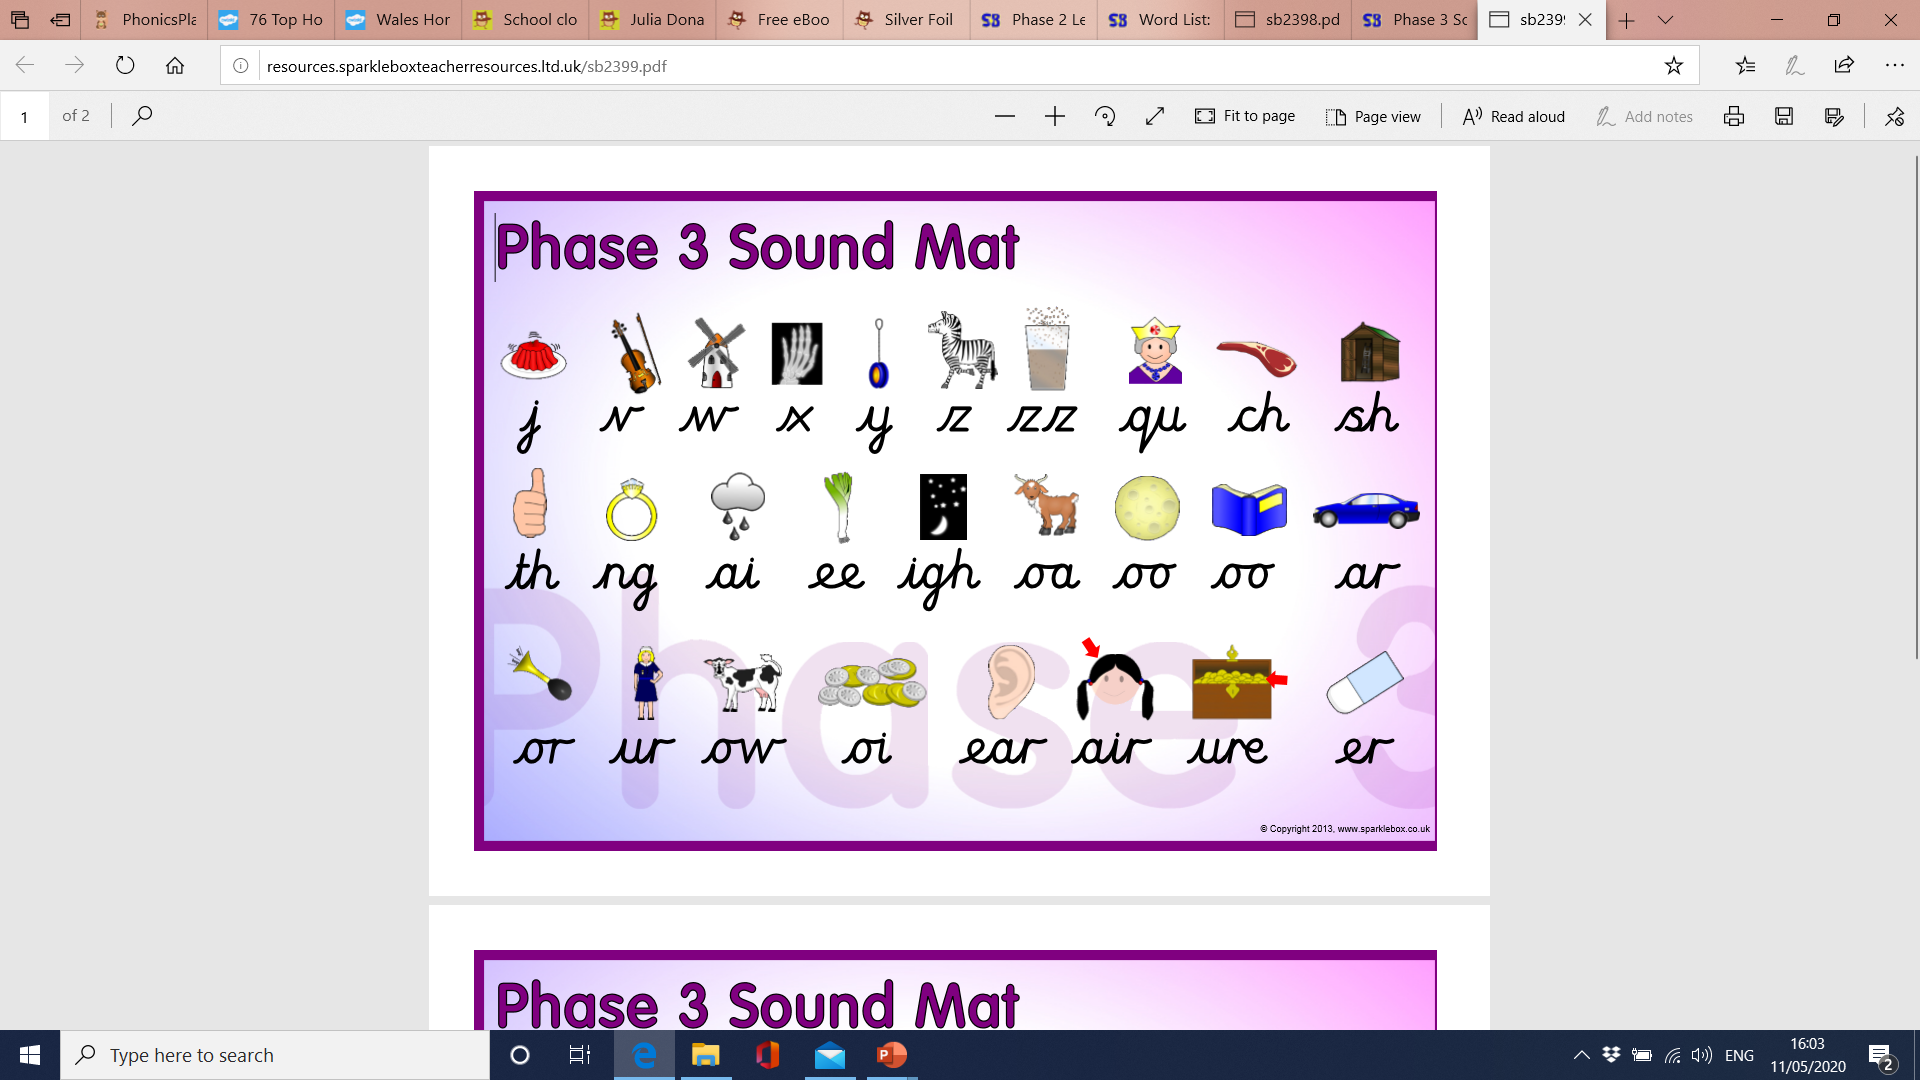 PhonicsPla
76 Top Ho
Wales Hor
School clo
Julia Dona
Free eBoo
Silver Foil
Phase 2 Le
Word List:
sb2398.pd
Phase 3 Sc
sb2399
resources.sparkleboxteacherresources.ltd.uk/sb2399.pdf
1 of 2
Fit to page
Page view
Read aloud
Add notes
Phase 3 Sound Mat
j v w x y z zz qu ch sh
th ng ai ee igh oa oo oo ar
or ur ow oi ear air ure er
Phase 3
© Copyright 2013, www.sparklebox.co.uk
Phase 3 Sound Mat
Type here to search
ENG
16:03
11/05/2020
2